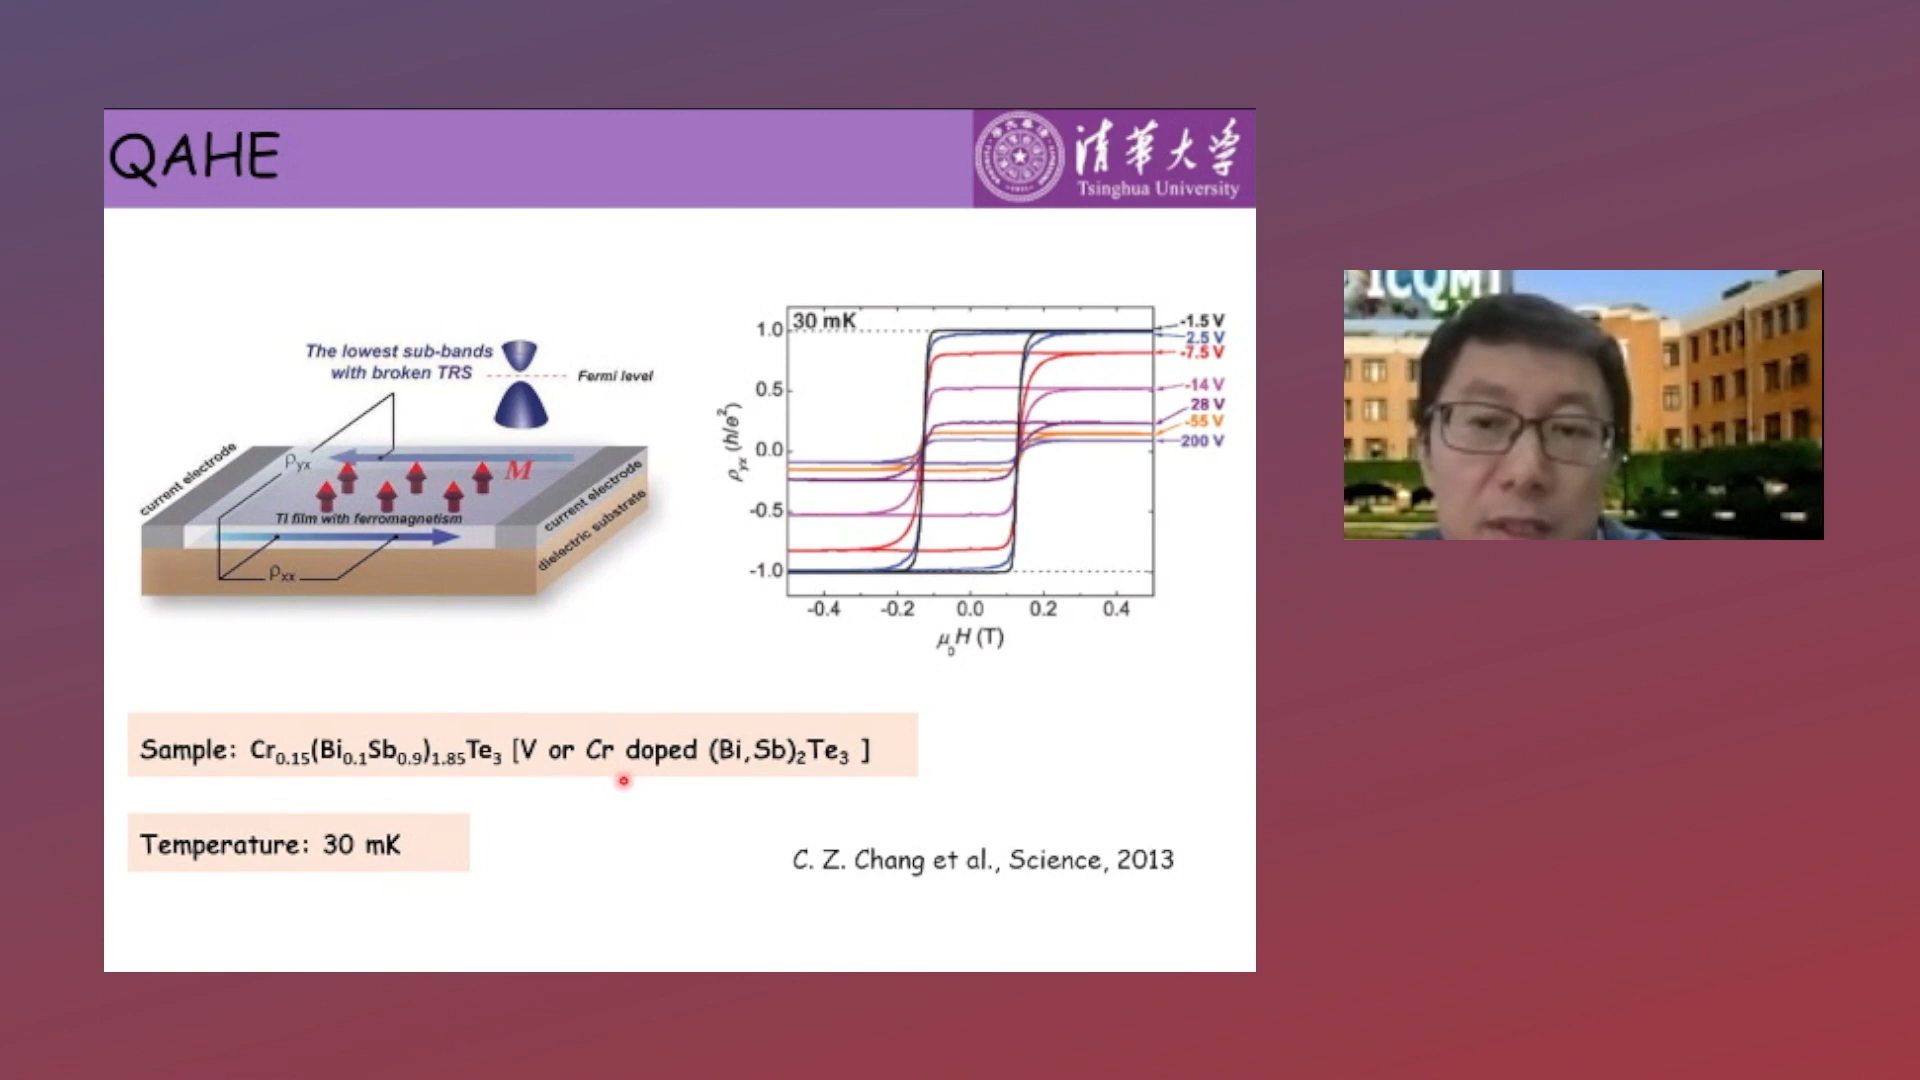 QAHE
清华大学
Tsinghua University
The lowest sub-bands
with broken TRS
Fermi level
current electrode
ρyx
M
TI film with ferromagnetism
current electrode
dielectric substrate
ρxx
30 mK
1.0
0.5
0.0
-0.5
-1.0
ρyx (h/e²)
-0.4 -0.2 0.0 0.2 0.4
μ₀H (T)
-1.5 V
2.5 V
-7.5 V
-14 V
28 V
-55 V
200 V
Sample: Cr₀.₁₅(Bi₀.₁Sb₀.₉)₁.₈₅Te₃ [V or Cr doped (Bi,Sb)₂Te₃ ]
Temperature: 30 mK
C. Z. Chang et al., Science, 2013